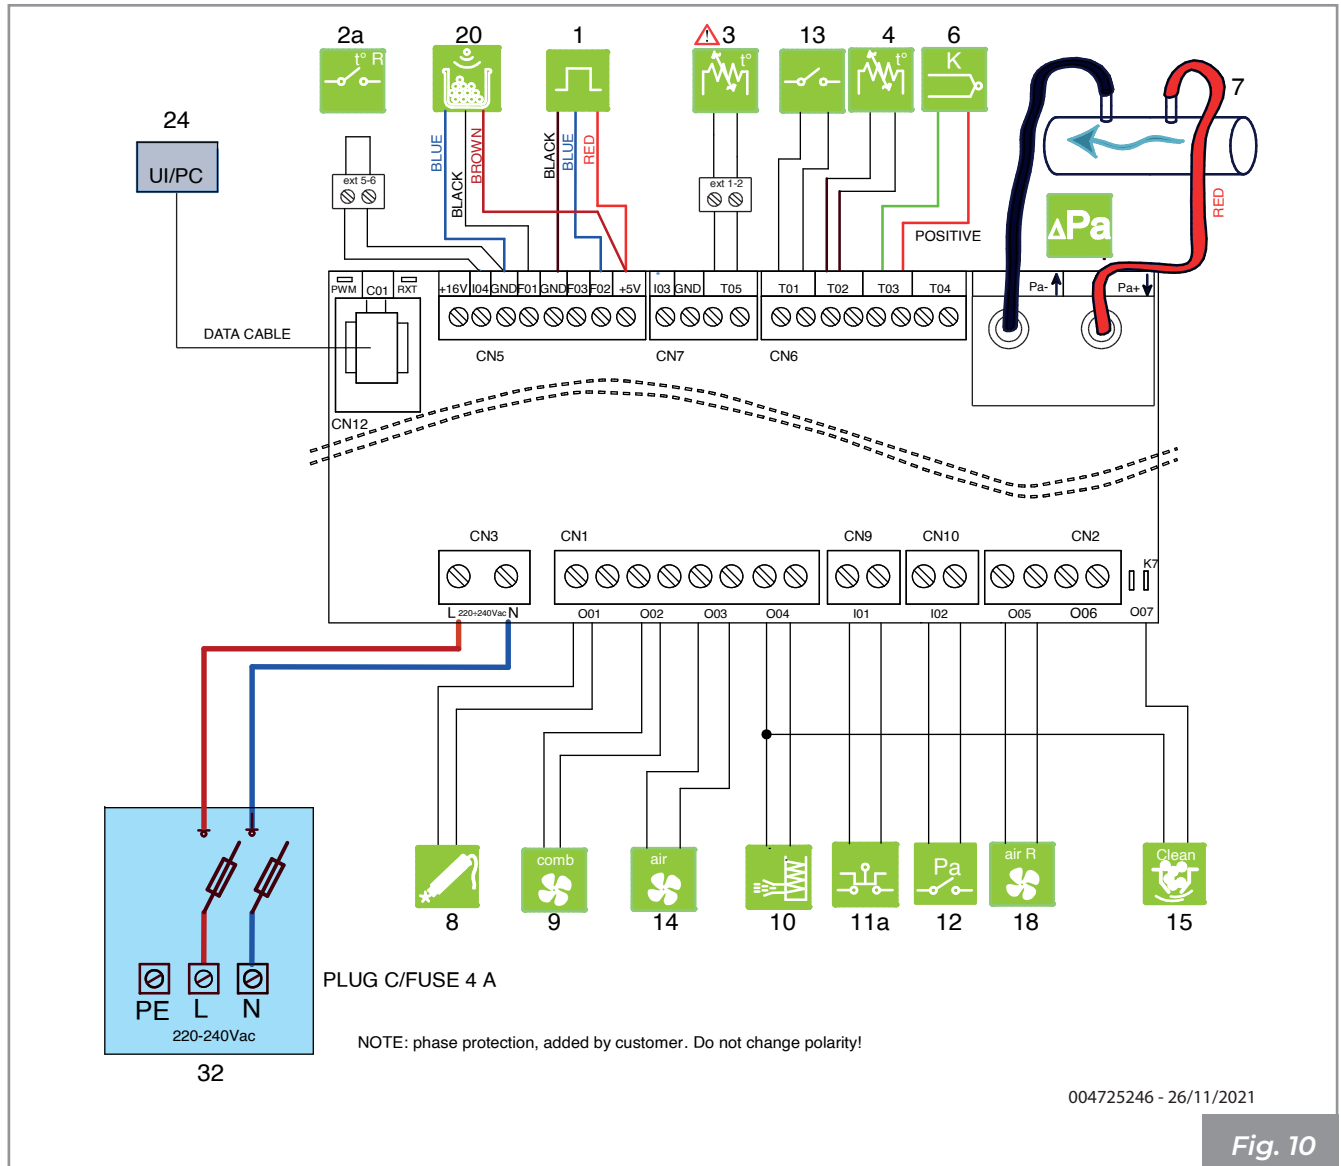 2a 20 1 3 13 4 6
t° R
t°
t°
K
7
24
UI/PC
BLUE
BLACK
BROWN
BLACK
BLUE
RED
ext 5-6
ext 1-2
POSITIVE
ΔPa
RED
PWM C01 RXT
+16V I04 GND F01 GND F03 F02 +5V
I03 GND T05
T01 T02 T03 T04
Pa- Pa+
DATA CABLE
CN5 CN7 CN6
CN12
CN3 CN1 CN9 CN10 CN2
K7
L 220÷240Vac N
O01 O02 O03 O04 I01 I02 O05 O06 O07
comb
air
Pa
air R
Clean
8 9 14 10 11a 12 18 15
PLUG C/FUSE 4 A
PE L N
220-240Vac
32
NOTE: phase protection, added by customer. Do not change polarity!
004725246 - 26/11/2021
Fig. 10